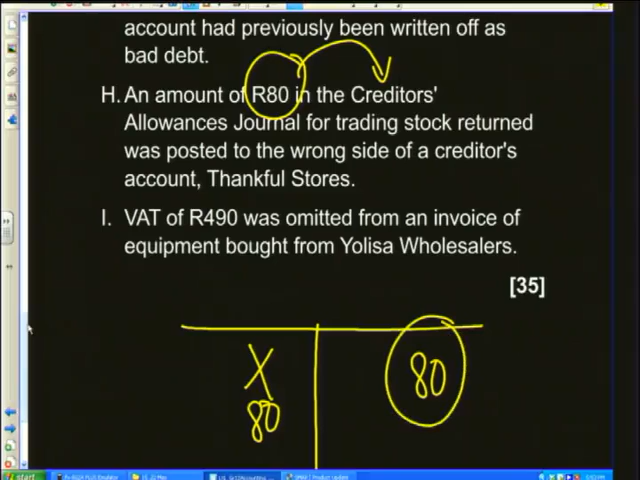 account had previously been written off as
bad debt.
H. An amount of R80 in the Creditors'
Allowances Journal for trading stock returned
was posted to the wrong side of a creditor's
account, Thankful Stores.
I. VAT of R490 was omitted from an invoice of
equipment bought from Yolisa Wholesalers.
[35]
X 80
80
start